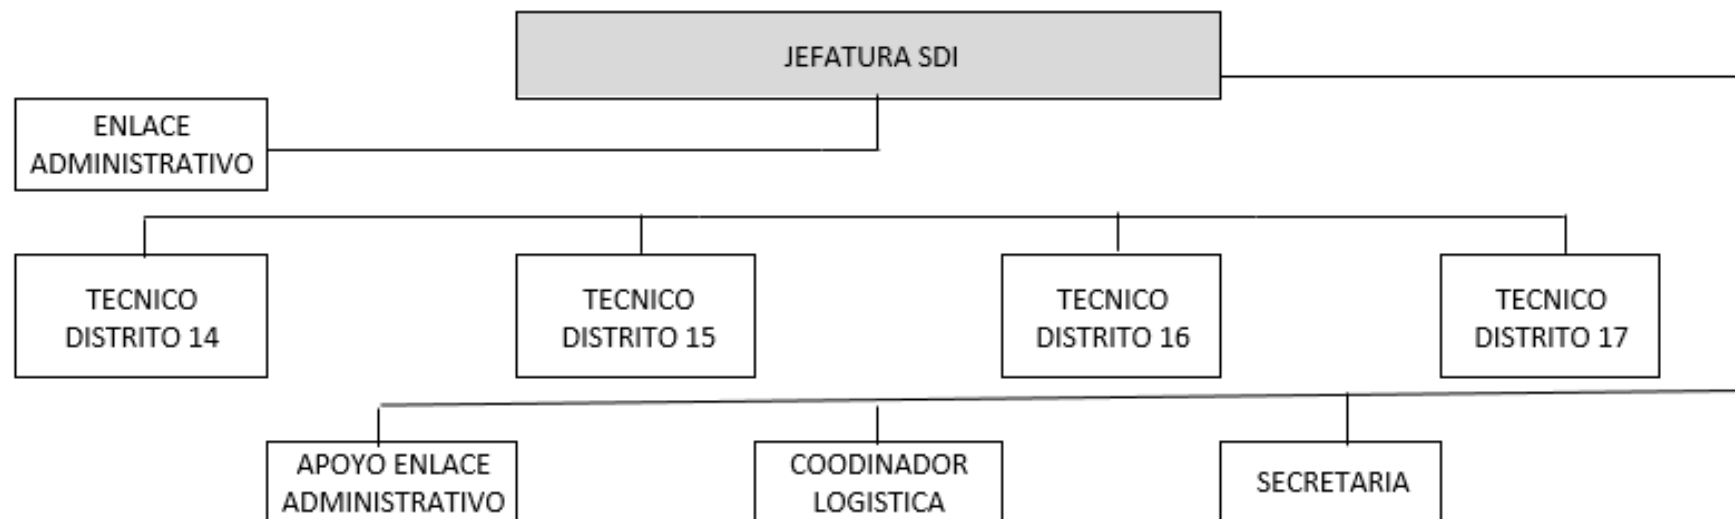 JEFATURA SDI
ENLACE
ADMINISTRATIVO
TECNICO
DISTRITO 14
TECNICO
DISTRITO 15
TECNICO
DISTRITO 16
TECNICO
DISTRITO 17
APOYO ENLACE
ADMINISTRATIVO
COODINADOR
LOGISTICA
SECRETARIA